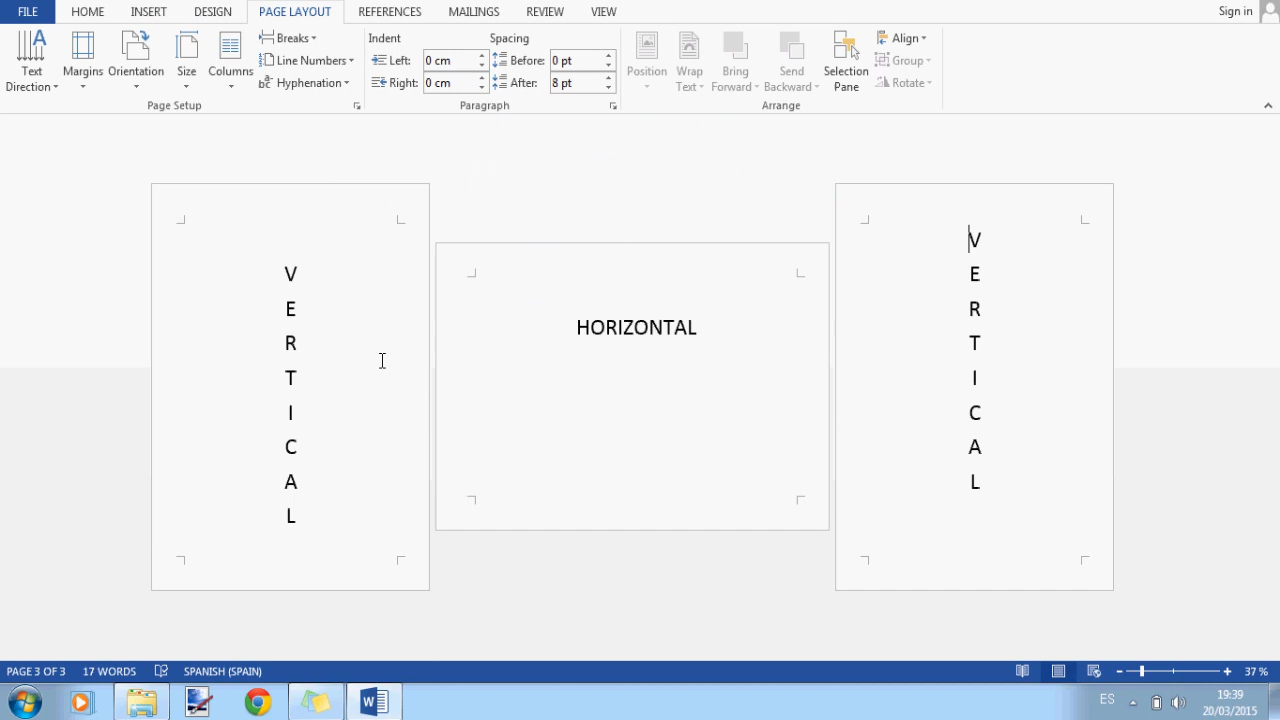 FILE HOME INSERT DESIGN PAGE LAYOUT REFERENCES MAILINGS REVIEW VIEW Sign in
Text Direction
Margins
Orientation
Size
Columns
Breaks
Line Numbers
Hyphenation
Page Setup
Indent
Left: 0 cm
Right: 0 cm
Spacing
Before: 0 pt
After: 8 pt
Paragraph
Position
Wrap Text
Bring Forward
Send Backward
Selection Pane
Align
Group
Rotate
Arrange
V
E
R
T
I
C
A
L
HORIZONTAL
V
E
R
T
I
C
A
L
PAGE 3 OF 3 17 WORDS SPANISH (SPAIN) 37 %
ES
19:39
20/03/2015